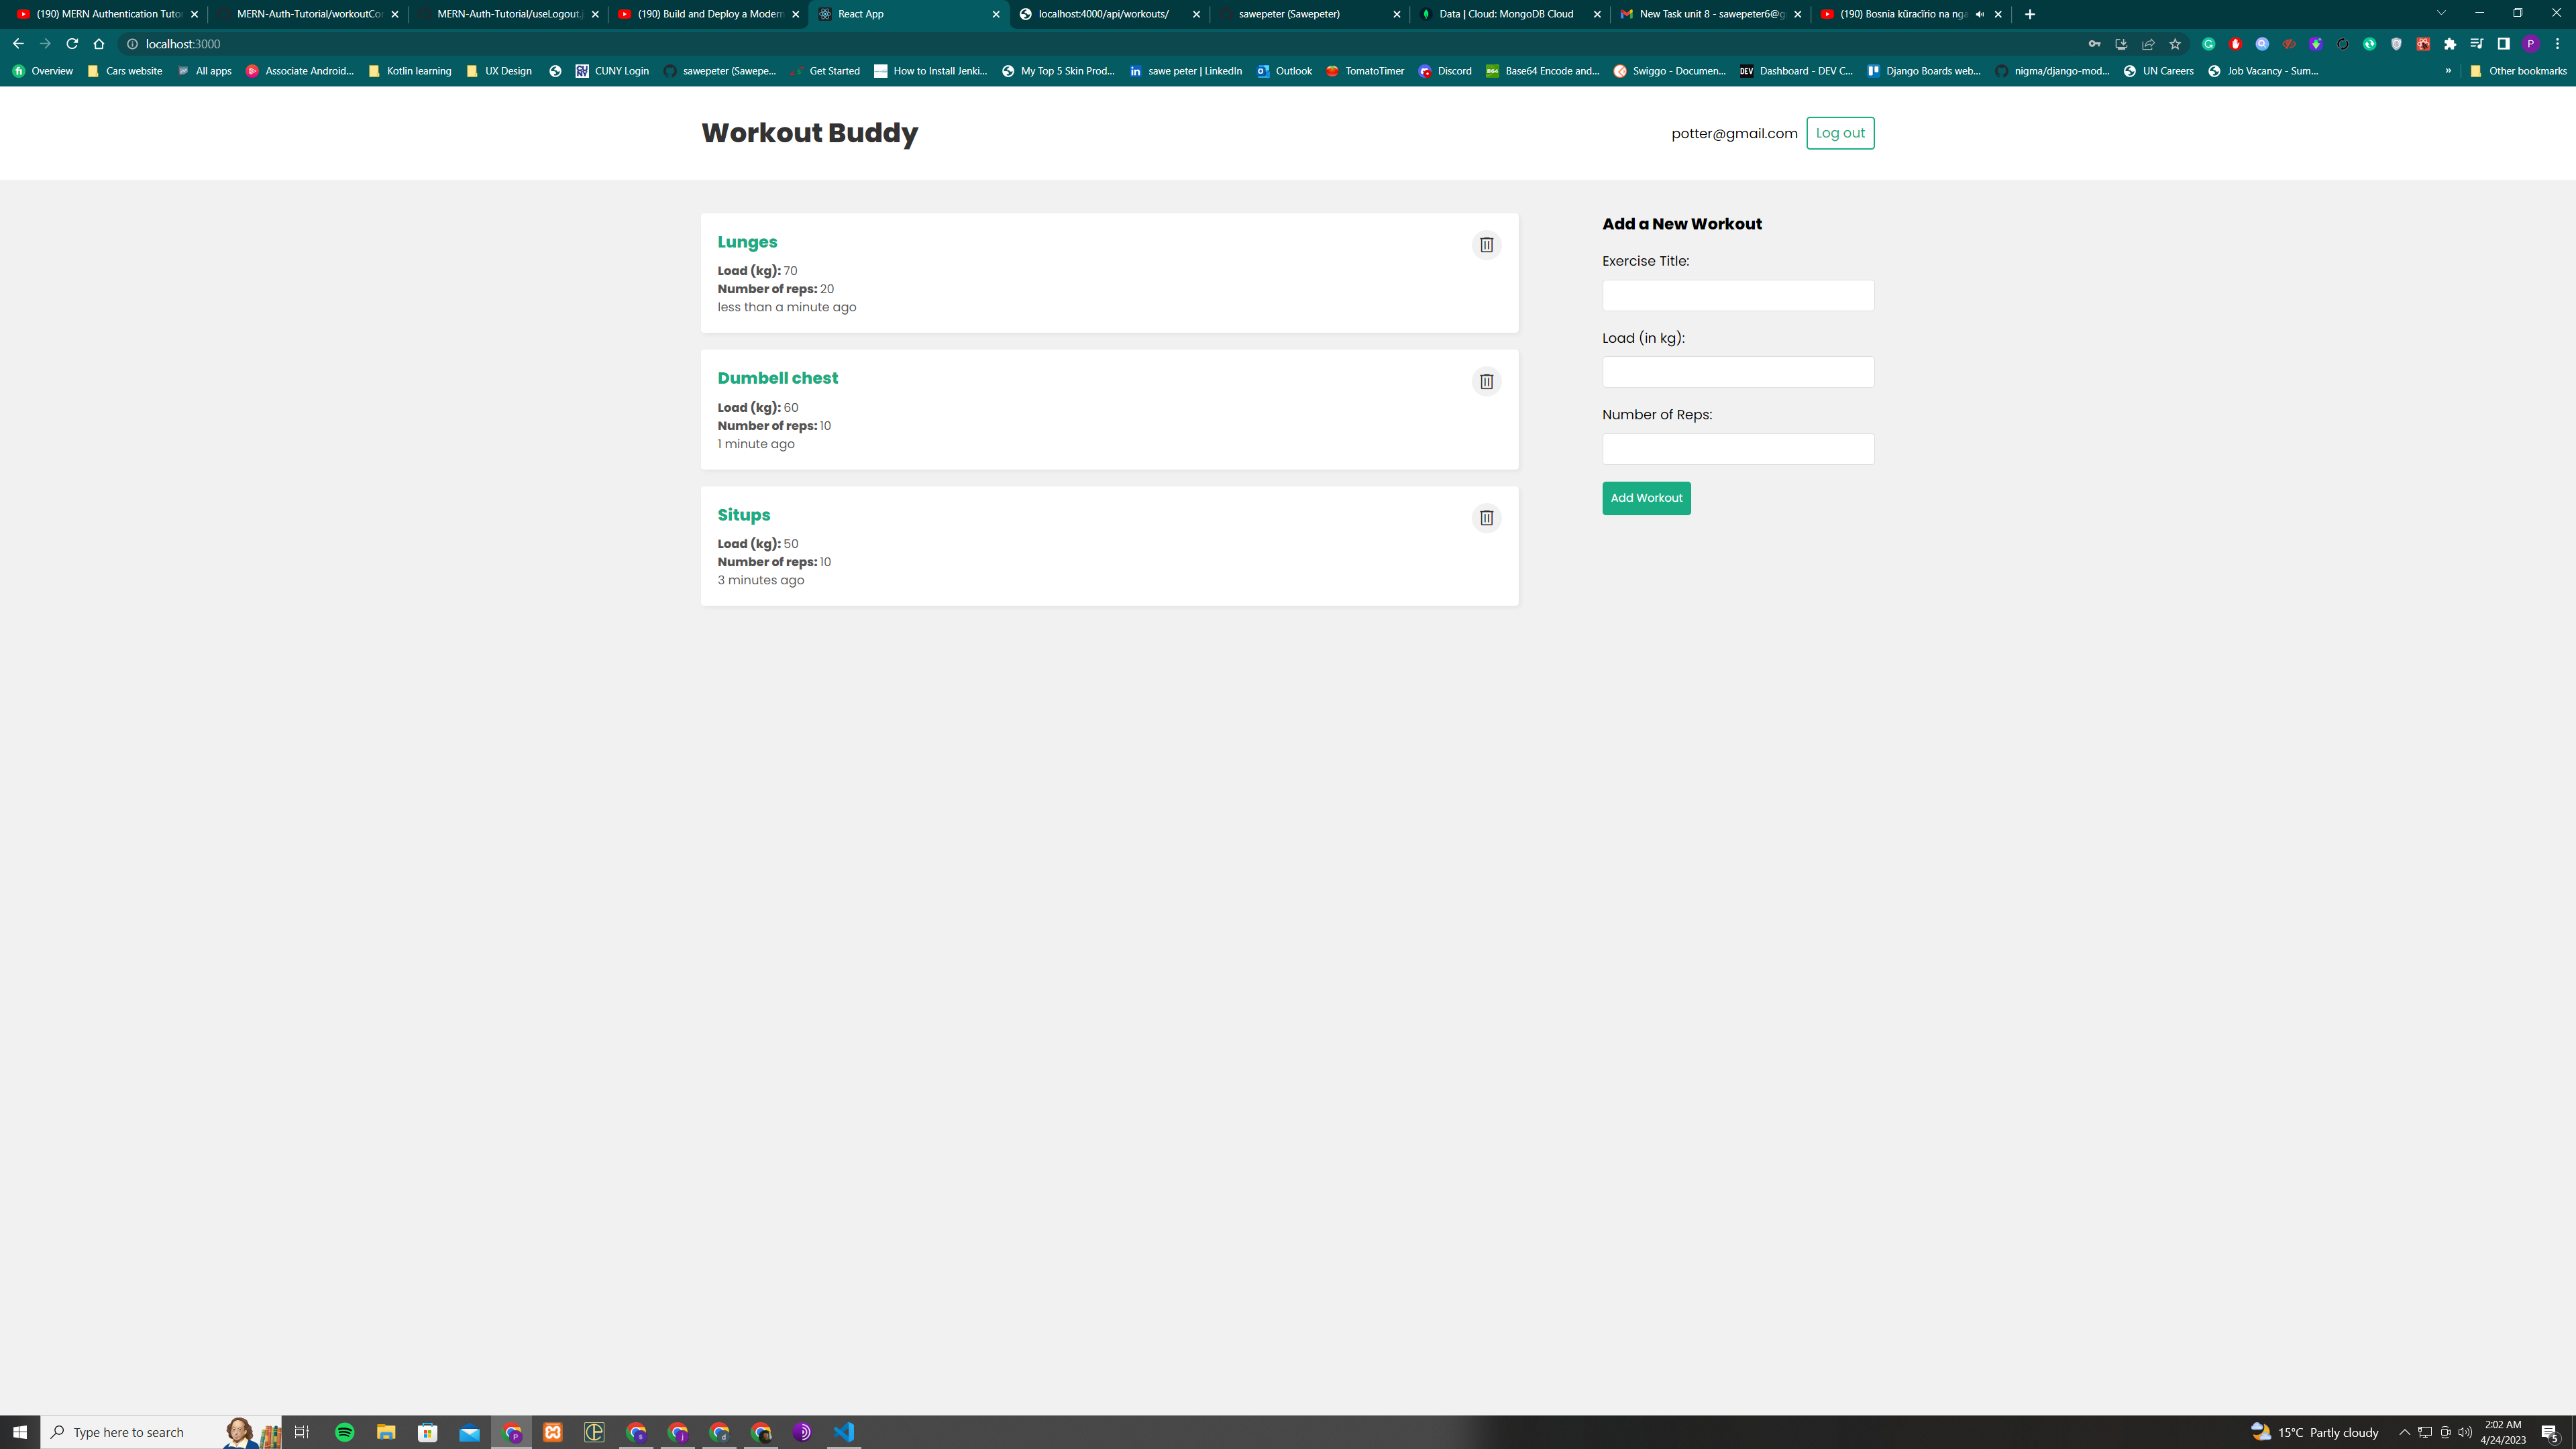 (190) MERN Authentication Tutor
MERN-Auth-Tutorial/workoutCor
MERN-Auth-Tutorial/useLogout.j
(190) Build and Deploy a Modern
React App
localhost:4000/api/workouts/
sawepeter (Sawepeter)
Data | Cloud: MongoDB Cloud
New Task unit 8 - sawepeter6@g
(190) Bosnia kūracīrio na nga
localhost:3000
P
Overview
Cars website
All apps
Associate Android...
Kotlin learning
UX Design
CUNY Login
sawepeter (Sawepe...
Get Started
How to Install Jenki...
My Top 5 Skin Prod...
sawe peter | LinkedIn
Outlook
TomatoTimer
Discord
Base64 Encode and...
Swiggo - Documen...
Dashboard - DEV C...
Django Boards web...
nigma/django-mod...
UN Careers
Job Vacancy - Sum...
»
Other bookmarks
Workout Buddy
potter@gmail.com
Log out
Lunges
Load (kg): 70
Number of reps: 20
less than a minute ago
Dumbell chest
Load (kg): 60
Number of reps: 10
1 minute ago
Situps
Load (kg): 50
Number of reps: 10
3 minutes ago
Add a New Workout
Exercise Title:
Load (in kg):
Number of Reps:
Add Workout
Type here to search
15°C Partly cloudy
2:02 AM
4/24/2023
5